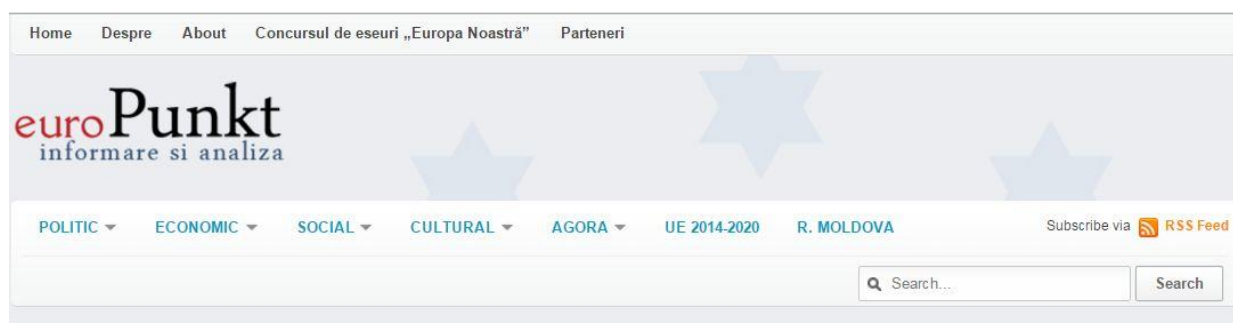 Home Despre About Concursul de eseuri „Europa Noastră” Parteneri
euroPunkt
informare si analiza
POLITIC ECONOMIC SOCIAL CULTURAL AGORA UE 2014-2020 R. MOLDOVA Subscribe via RSS Feed
Search... Search